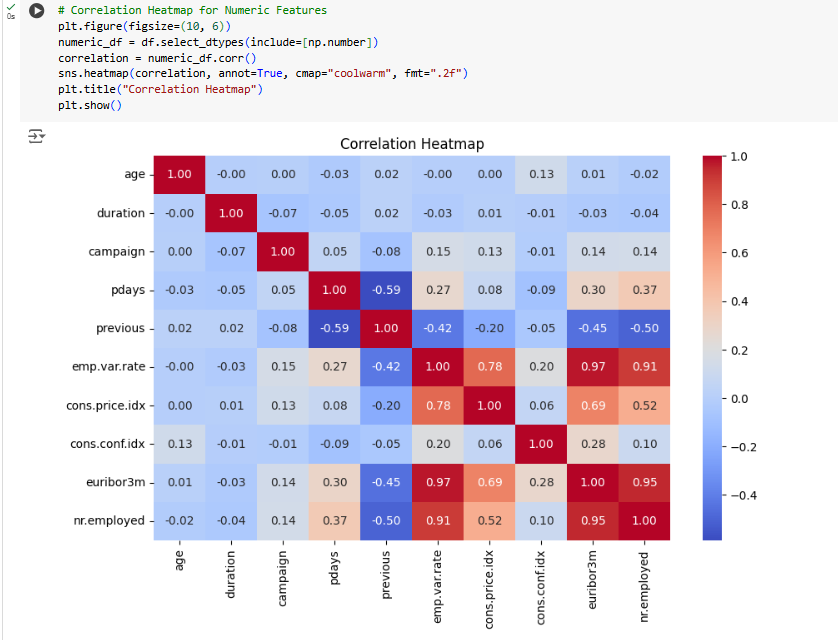 # Correlation Heatmap for Numeric Features
0s
plt.figure(figsize=(10, 6))
numeric_df = df.select_dtypes(include=[np.number])
correlation = numeric_df.corr()
sns.heatmap(correlation, annot=True, cmap="coolwarm", fmt=".2f")
plt.title("Correlation Heatmap")
plt.show()
Correlation Heatmap
age 1.00 -0.00 0.00 -0.03 0.02 -0.00 0.00 0.13 0.01 -0.02
duration -0.00 1.00 -0.07 -0.05 0.02 -0.03 0.01 -0.01 -0.03 -0.04
campaign 0.00 -0.07 1.00 0.05 -0.08 0.15 0.13 -0.01 0.14 0.14
pdays -0.03 -0.05 0.05 1.00 -0.59 0.27 0.08 -0.09 0.30 0.37
previous 0.02 0.02 -0.08 -0.59 1.00 -0.42 -0.20 -0.05 -0.45 -0.50
emp.var.rate -0.00 -0.03 0.15 0.27 -0.42 1.00 0.78 0.20 0.97 0.91
cons.price.idx 0.00 0.01 0.13 0.08 -0.20 0.78 1.00 0.06 0.69 0.52
cons.conf.idx 0.13 -0.01 -0.01 -0.09 -0.05 0.20 0.06 1.00 0.28 0.10
euribor3m 0.01 -0.03 0.14 0.30 -0.45 0.97 0.69 0.28 1.00 0.95
nr.employed -0.02 -0.04 0.14 0.37 -0.50 0.91 0.52 0.10 0.95 1.00
age duration campaign pdays previous emp.var.rate cons.price.idx cons.conf.idx euribor3m nr.employed
1.0
0.8
0.6
0.4
0.2
0.0
−0.2
−0.4